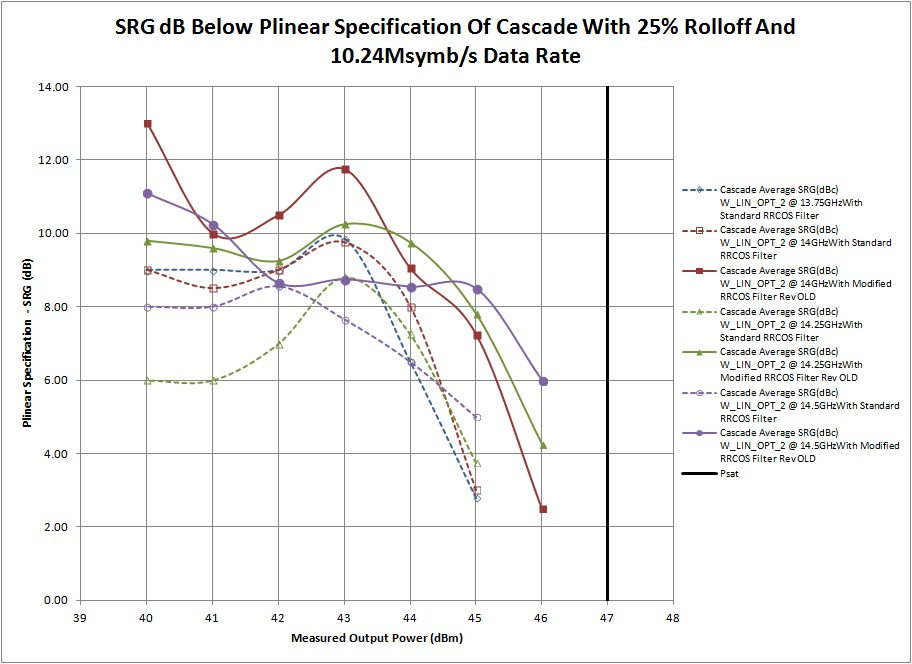 SRG dB Below Plinear Specification Of Cascade With 25% Rolloff And
10.24Msymb/s Data Rate
Plinear Specification - SRG (dB)
14.00
12.00
10.00
8.00
6.00
4.00
2.00
0.00
39 40 41 42 43 44 45 46 47 48
Measured Output Power (dBm)
Cascade Average SRG(dBc)
W_LIN_OPT_2 @ 13.75GHzWith
Standard RRCOS Filter
Cascade Average SRG(dBc)
W_LIN_OPT_2 @ 14GHzWith Standard
RRCOS Filter
Cascade Average SRG(dBc)
W_LIN_OPT_2 @ 14GHzWith Modified
RRCOS Filter Rev OLD
Cascade Average SRG(dBc)
W_LIN_OPT_2 @ 14.25GHzWith
Standard RRCOS Filter
Cascade Average SRG(dBc)
W_LIN_OPT_2 @ 14.25GHzWith
Modified RRCOS Filter Rev OLD
Cascade Average SRG(dBc)
W_LIN_OPT_2 @ 14.5GHzWith Standard
RRCOS Filter
Cascade Average SRG(dBc)
W_LIN_OPT_2 @ 14.5GHzWith Modified
RRCOS Filter Rev OLD
Psat